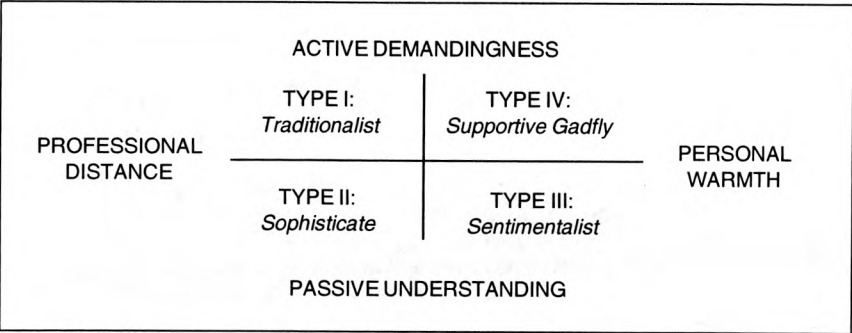 ACTIVE DEMANDINGNESS
TYPE I:
Traditionalist
TYPE IV:
Supportive Gadfly
PROFESSIONAL
DISTANCE
PERSONAL
WARMTH
TYPE II:
Sophisticate
TYPE III:
Sentimentalist
PASSIVE UNDERSTANDING